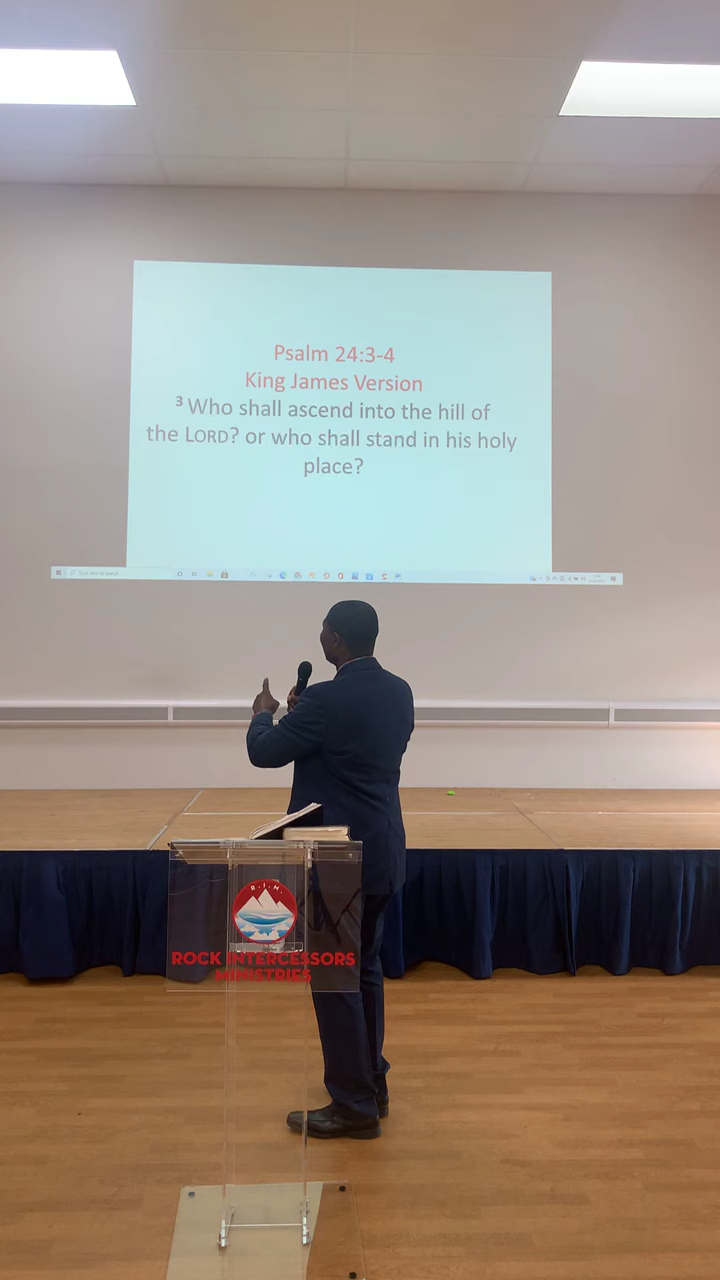 Psalm 24:3-4
King James Version
3 Who shall ascend into the hill of
the LORD? or who shall stand in his holy
place?
R.I.M.
ROCK INTERCESSORS
MINISTRIES